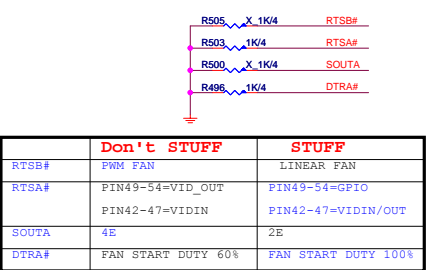 R505 X_1K/4 RTSB#
R503 1K/4 RTSA#
R500 X_1K/4 SOUTA
R496 1K/4 DTRA#
Don't STUFF STUFF
RTSB# PWM FAN LINEAR FAN
RTSA# PIN49-54=VID_OUT PIN49-54=GPIO
PIN42-47=VIDIN PIN42-47=VIDIN/OUT
SOUTA 4E 2E
DTRA# FAN START DUTY 60% FAN START DUTY 100%